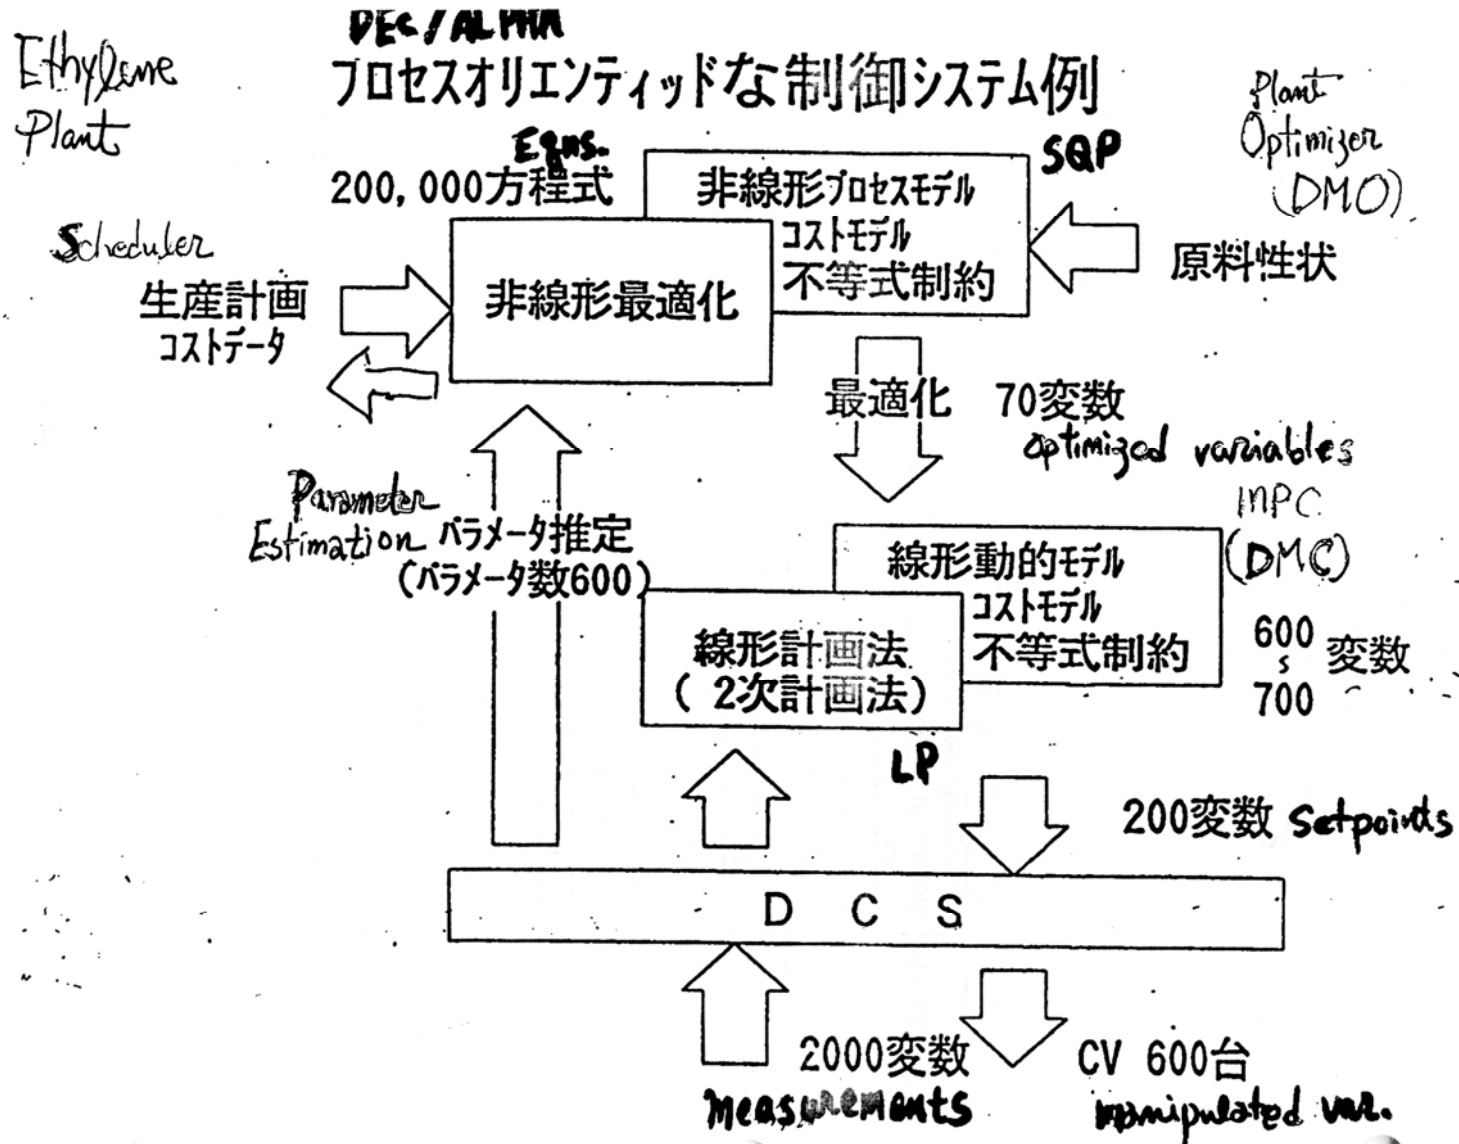 DEC/ALPHA
Ethylene
Plant
プロセスオリエンティッドな制御システム例
Plant
Optimizer
(DMO)
Eqns.
SQP
200,000方程式
非線形プロセスモデル
コストモデル
不等式制約
Scheduler
生産計画
コストデータ
非線形最適化
原料性状
最適化
70変数
optimized variables
Parameter
Estimation
パラメータ推定
(パラメータ数600)
MPC
(DMC)
線形動的モデル
コストモデル
不等式制約
線形計画法
(2次計画法)
600
S
700
変数
LP
200変数 setpoints
D C S
2000変数
measurements
CV 600台
manipulated var.